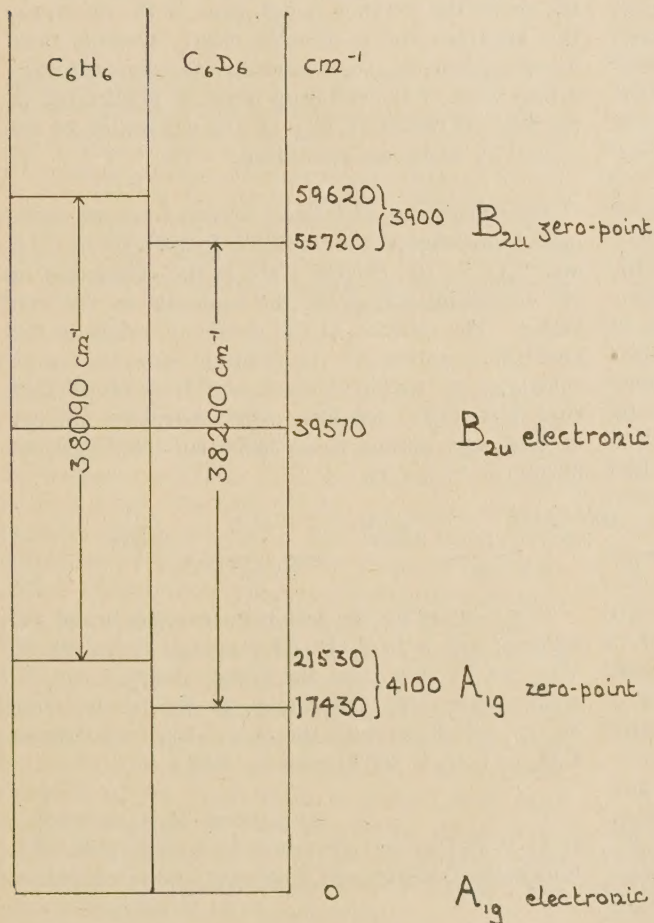 C₆H₆ C₆D₆ cm⁻¹
59620
3900 B₂ᵤ zero-point
55720
38090 cm⁻¹
38290 cm⁻¹
39570 B₂ᵤ electronic
21530
4100 A₁g zero-point
17430
0 A₁g electronic